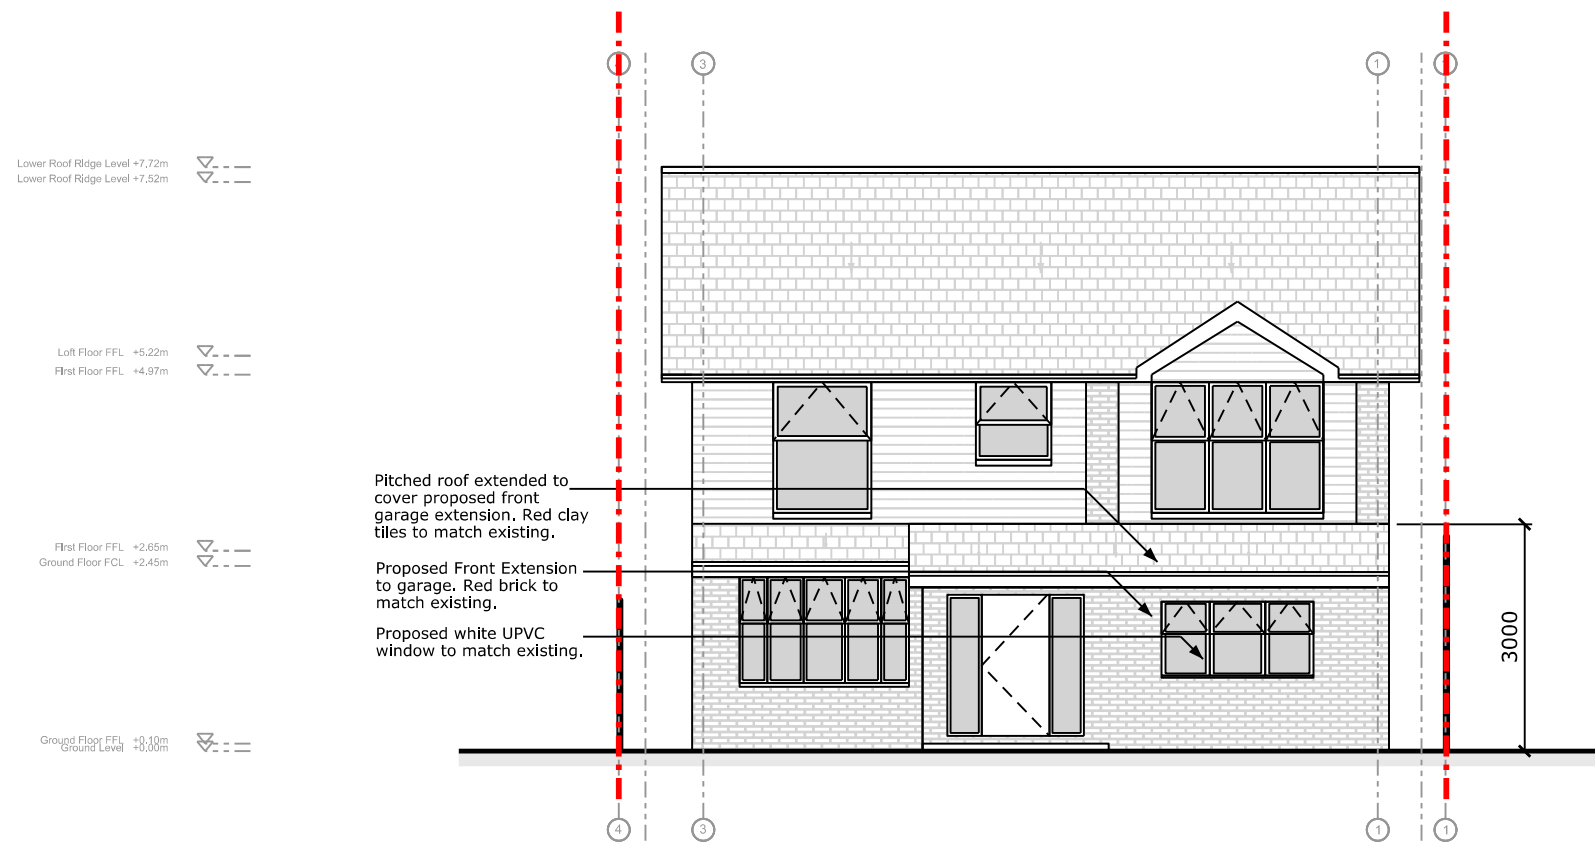 3
1
Lower Roof Ridge Level +7.72m
Lower Roof Ridge Level +7.52m
Loft Floor FFL +5.22m
First Floor FFL +4.97m
Pitched roof extended to
cover proposed front
garage extension. Red clay
tiles to match existing.
First Floor FFL +2.65m
Ground Floor FCL +2.45m
Proposed Front Extension
to garage. Red brick to
match existing.
Proposed white UPVC
window to match existing.
3000
Ground Floor FFL +0.10m
Ground Level +0.00m
4
3
1
1